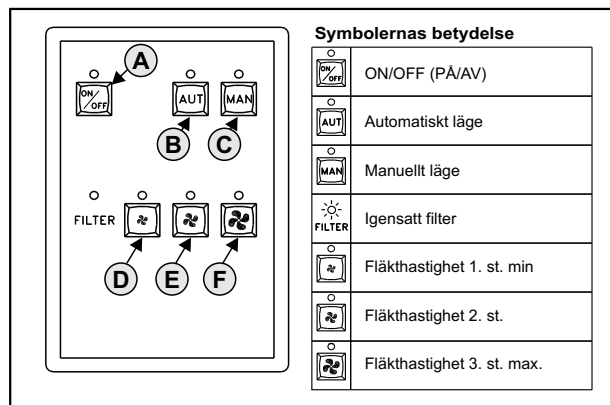 A
ON/OFF
AUT
MAN
B
C
FILTER
D
E
F
Symbolernas betydelse
ON/OFF
ON/OFF (PÅ/AV)
AUT
Automatiskt läge
MAN
Manuellt läge
FILTER
Igensatt filter
Fläkthastighet 1. st. min
Fläkthastighet 2. st.
Fläkthastighet 3. st. max.